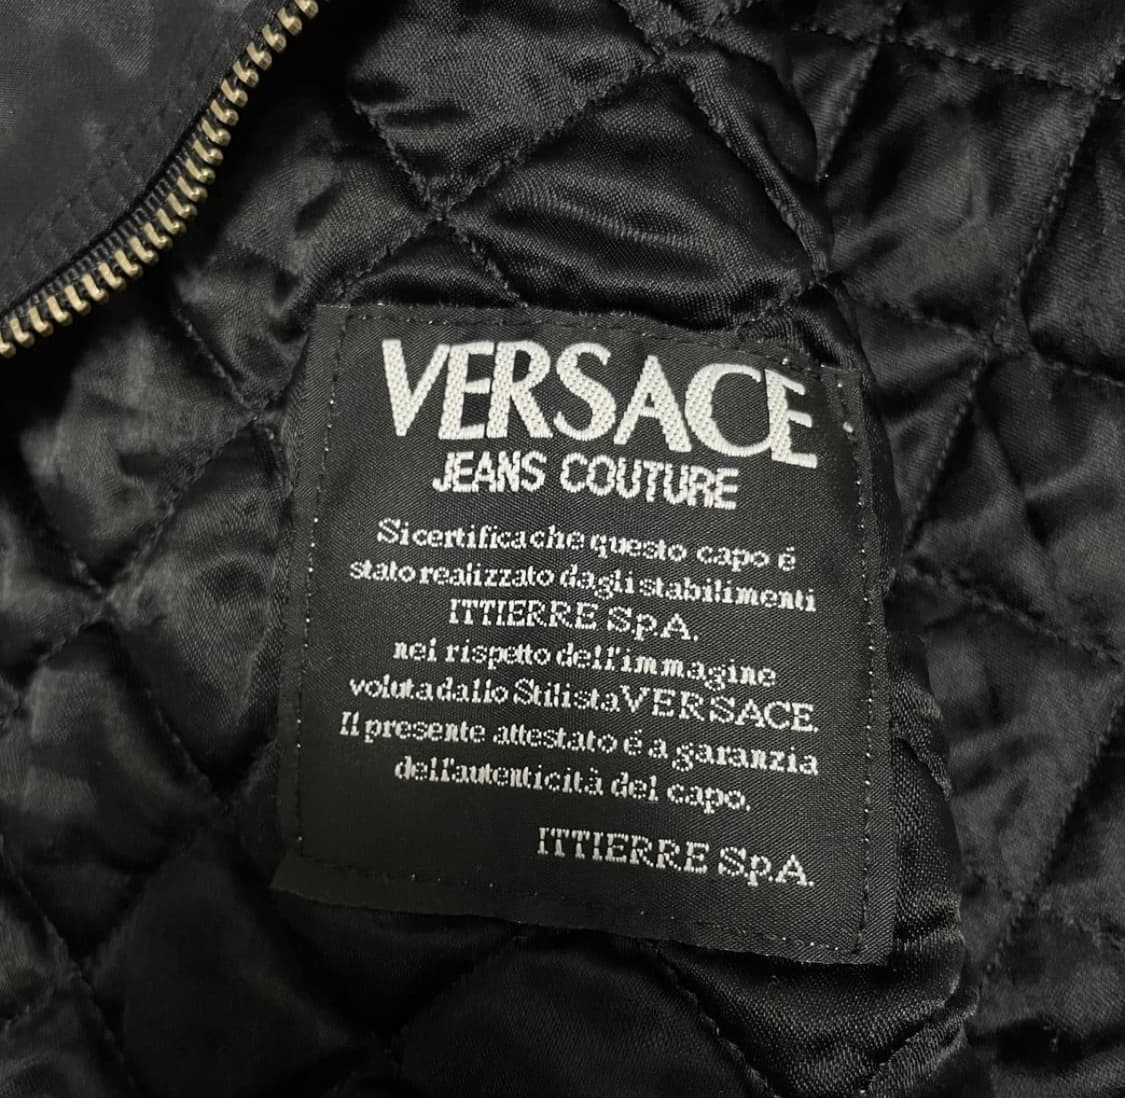 VERSACE
JEANS COUTURE
Si certifica che questo capo é
stato realizzato dagli stabilimenti
ITTIERRE S.p.A.
nel rispetto dell'immagine
voluta dallo Stilista VERSACE.
Il presente attestato é a garanzia
dell'autenticità del capo.
ITTIERRE S.p.A.